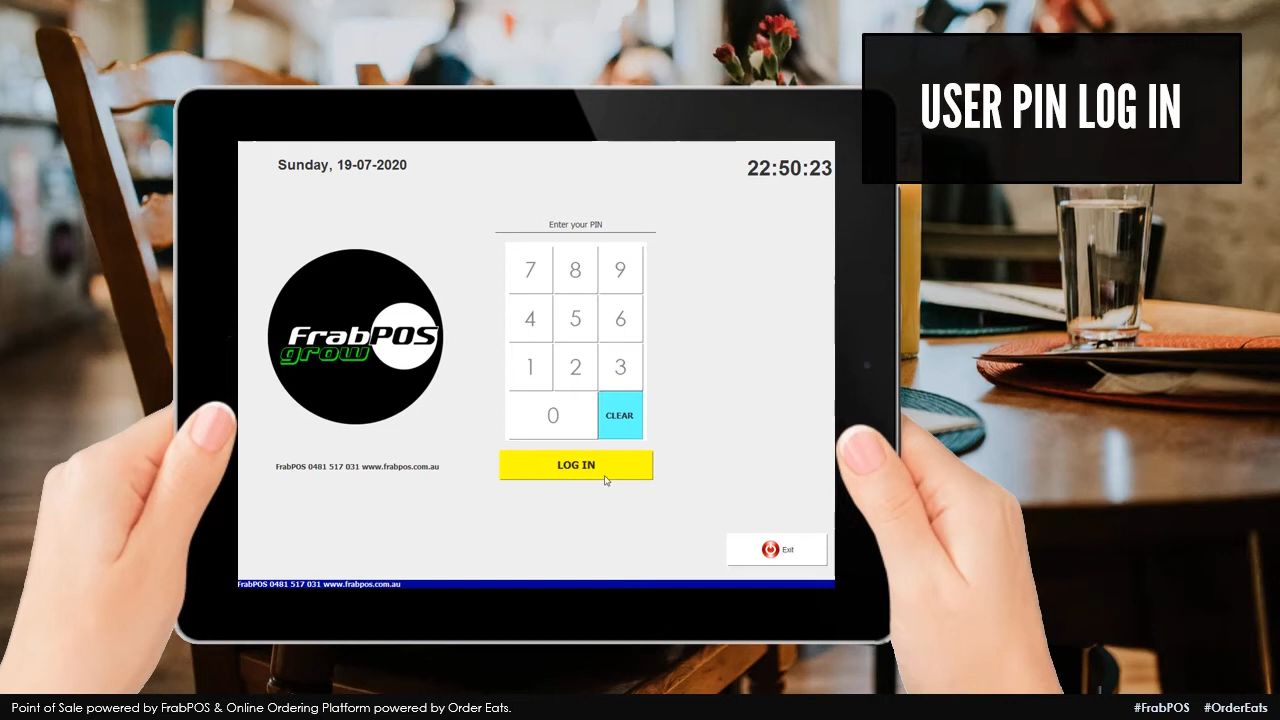 USER PIN LOG IN
Sunday, 19-07-2020
22:50:23
Enter your PIN
7 8 9
4 5 6
1 2 3
0 CLEAR
FrabPOS
grow
FrabPOS 0481 517 031 www.frabpos.com.au
LOG IN
Exit
FrabPOS 0481 517 031 www.frabpos.com.au
Point of Sale powered by FrabPOS & Online Ordering Platform powered by Order Eats.
#FrabPOS #OrderEats